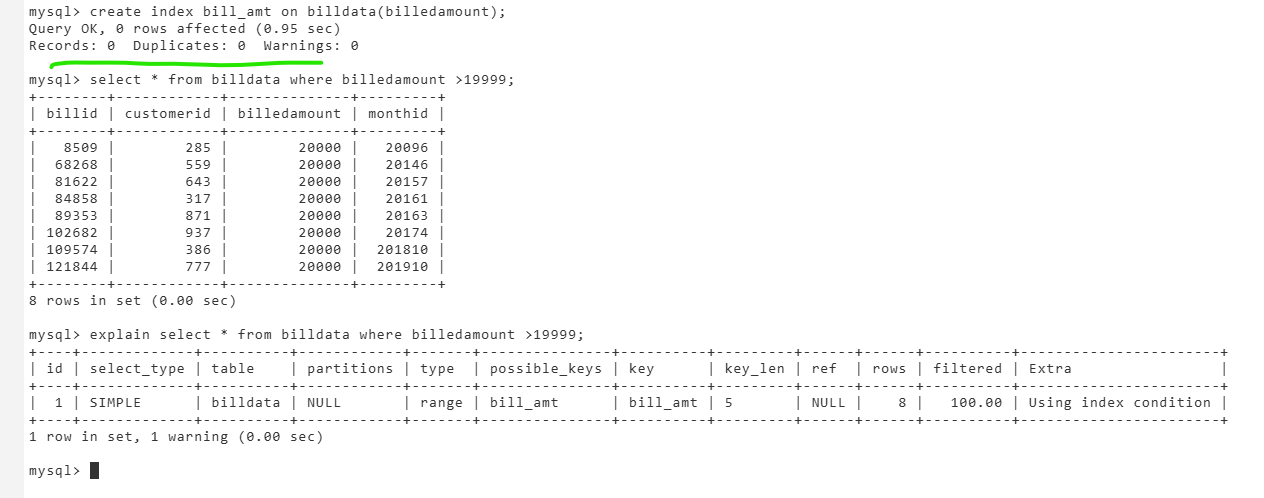 mysql> create index bill_amt on billdata(billedamount);
Query OK, 0 rows affected (0.95 sec)
Records: 0  Duplicates: 0  Warnings: 0
mysql> select * from billdata where billedamount >19999;
+--------+------------+--------------+---------+
| billid | customerid | billedamount | monthid |
+--------+------------+--------------+---------+
|   8509 |        285 |        20000 |   20096 |
|  68268 |        559 |        20000 |   20146 |
|  81622 |        643 |        20000 |   20157 |
|  84858 |        317 |        20000 |   20161 |
|  89353 |        871 |        20000 |   20163 |
| 102682 |        937 |        20000 |   20174 |
| 109574 |        386 |        20000 |  201810 |
| 121844 |        777 |        20000 |  201910 |
+--------+------------+--------------+---------+
8 rows in set (0.00 sec)
mysql> explain select * from billdata where billedamount >19999;
+----+-------------+----------+------------+-------+---------------+----------+---------+------+------+----------+-----------------------+
| id | select_type | table    | partitions | type  | possible_keys | key      | key_len | ref  | rows | filtered | Extra                 |
+----+-------------+----------+------------+-------+---------------+----------+---------+------+------+----------+-----------------------+
|  1 | SIMPLE      | billdata | NULL       | range | bill_amt      | bill_amt | 5       | NULL |    8 |   100.00 | Using index condition |
+----+-------------+----------+------------+-------+---------------+----------+---------+------+------+----------+-----------------------+
1 row in set, 1 warning (0.00 sec)
mysql>